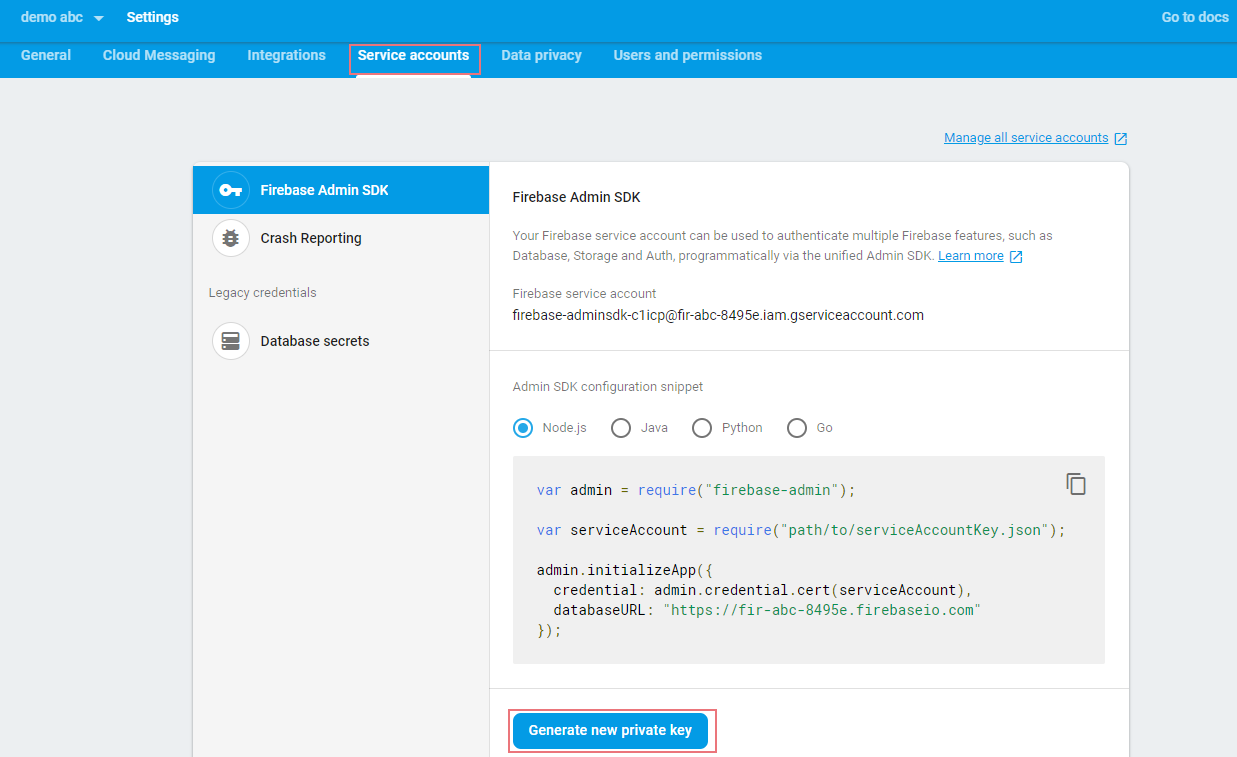 demo abc Settings Go to docs
General Cloud Messaging Integrations Service accounts Data privacy Users and permissions
Manage all service accounts
Firebase Admin SDK
Crash Reporting
Legacy credentials
Database secrets
Firebase Admin SDK
Your Firebase service account can be used to authenticate multiple Firebase features, such as
Database, Storage and Auth, programmatically via the unified Admin SDK. Learn more
Firebase service account
firebase-adminsdk-c1icp@fir-abc-8495e.iam.gserviceaccount.com
Admin SDK configuration snippet
Node.js Java Python Go
var admin = require("firebase-admin");
var serviceAccount = require("path/to/serviceAccountKey.json");
admin.initializeApp({
  credential: admin.credential.cert(serviceAccount),
  databaseURL: "https://fir-abc-8495e.firebaseio.com"
});
Generate new private key